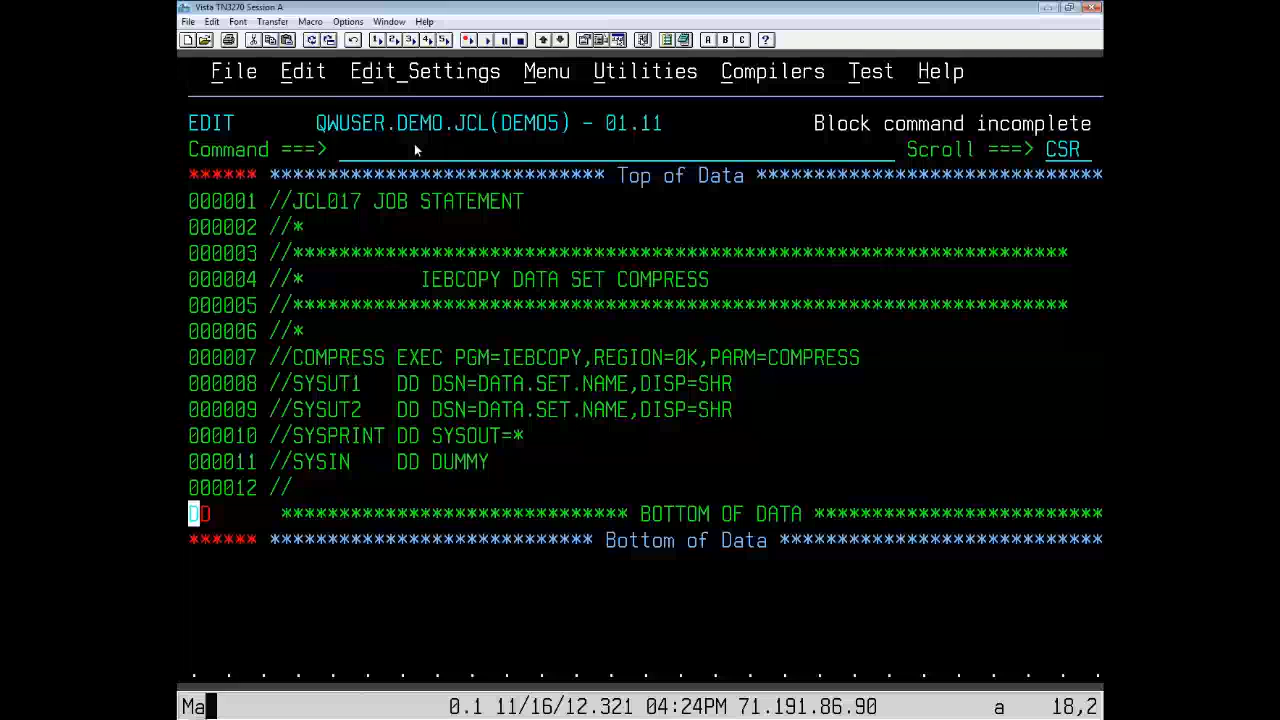 Vista TN3270 Session A
File Edit Font Transfer Macro Options Window Help
1 2 3 4 5 A B C ?
File Edit Edit_Settings Menu Utilities Compilers Test Help
EDIT QWUSER.DEMO.JCL(DEMO5) - 01.11 Block command incomplete
Command ===> Scroll ===> CSR
****** ***************************** Top of Data ******************************
000001 //JCL017 JOB STATEMENT
000002 //*
000003 //*******************************************************************
000004 //* IEBCOPY DATA SET COMPRESS
000005 //*******************************************************************
000006 //*
000007 //COMPRESS EXEC PGM=IEBCOPY,REGION=0K,PARM=COMPRESS
000008 //SYSUT1 DD DSN=DATA.SET.NAME,DISP=SHR
000009 //SYSUT2 DD DSN=DATA.SET.NAME,DISP=SHR
000010 //SYSPRINT DD SYSOUT=*
000011 //SYSIN DD DUMMY
000012 //
DD ****************************** BOTTOM OF DATA *************************
****** **************************** Bottom of Data ****************************
Ma 0.1 11/16/12.321 04:24PM 71.191.86.90 a 18,2